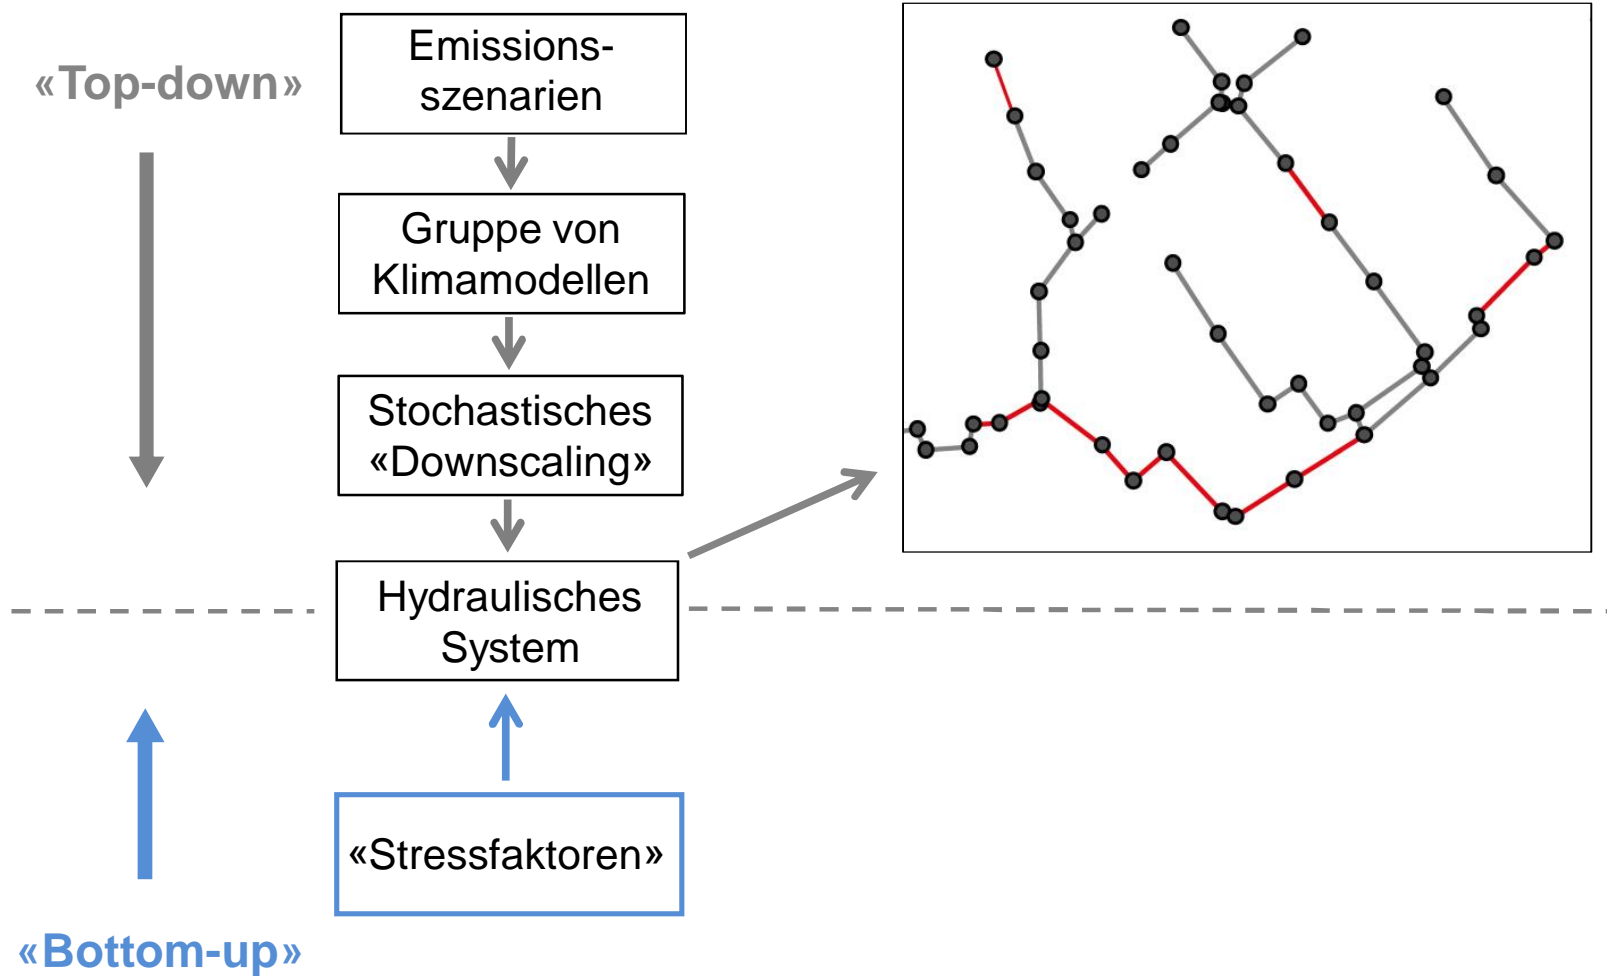 «Top-down»
Emissions-
szenarien
Gruppe von
Klimamodellen
Stochastisches
«Downscaling»
Hydraulisches
System
«Stressfaktoren»
«Bottom-up»